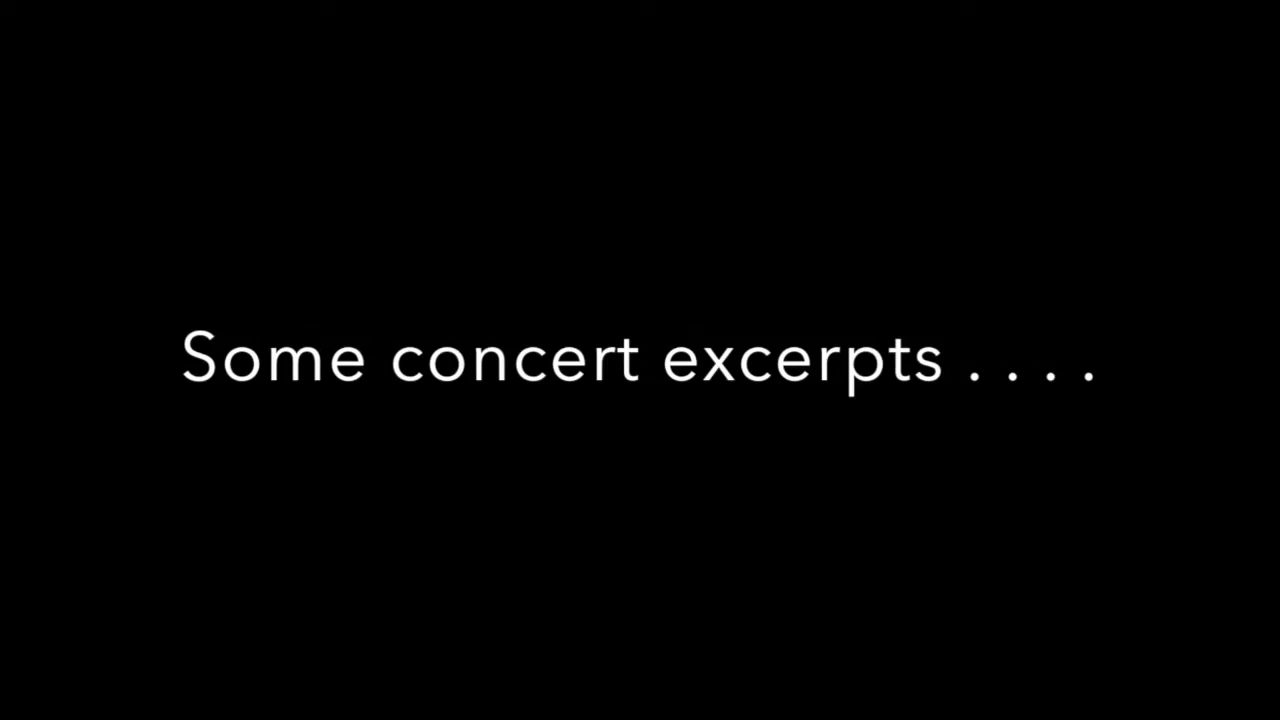 Some concert excerpts . . . .